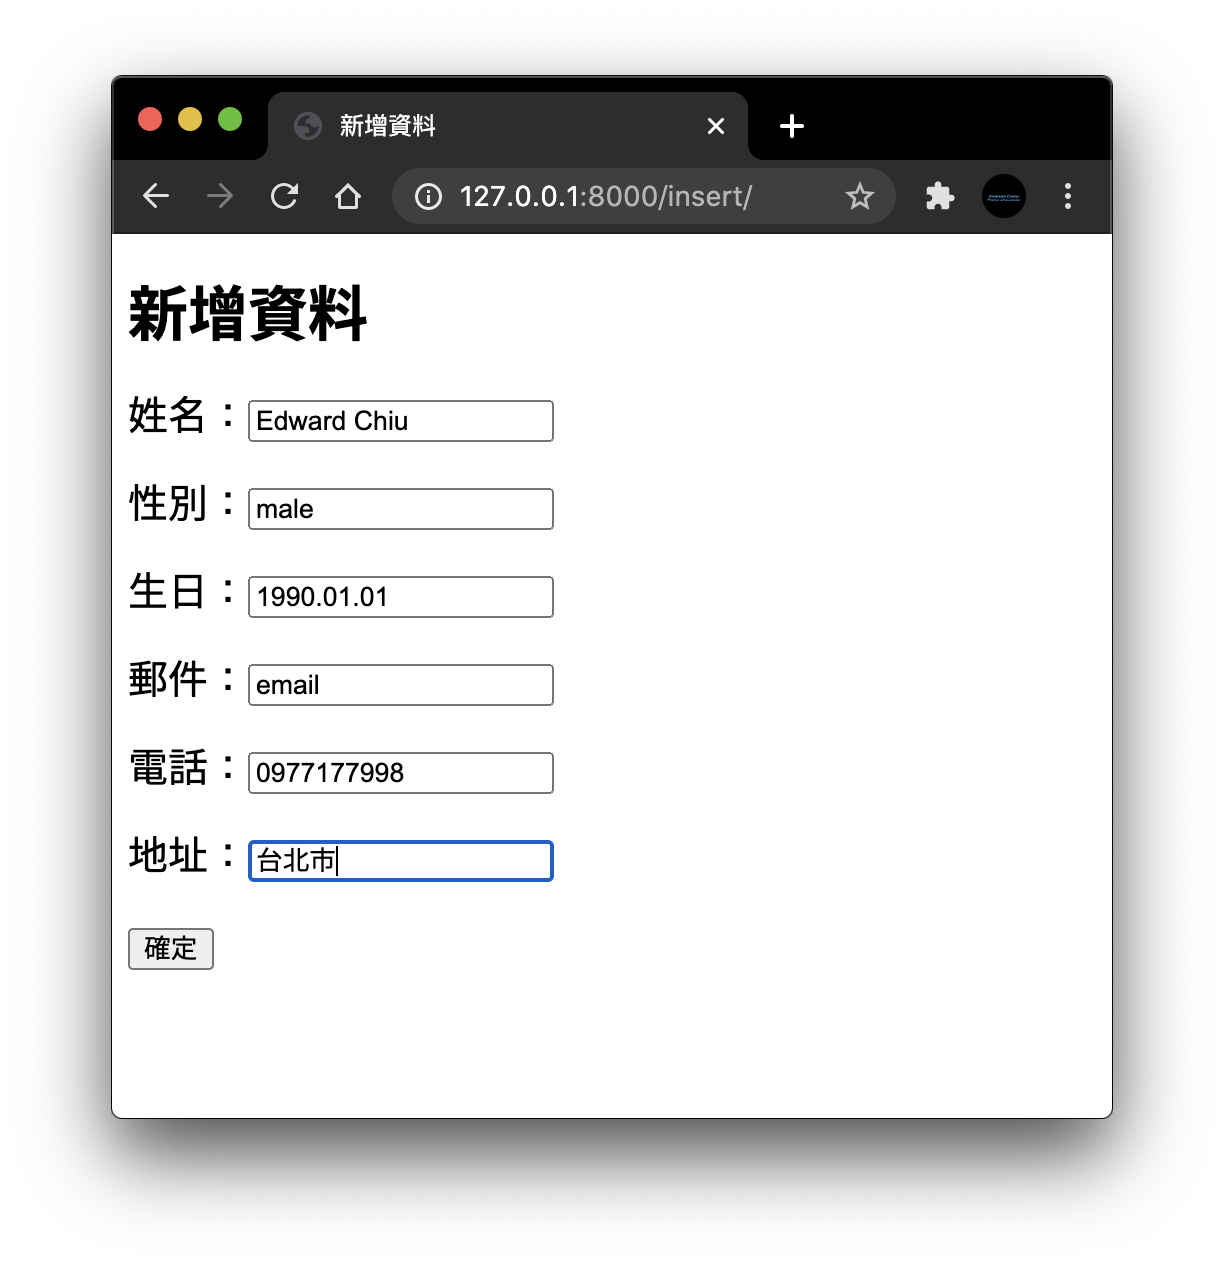 新增資料
127.0.0.1:8000/insert/
新增資料
姓名：Edward Chiu
性別：male
生日：1990.01.01
郵件：email
電話：0977177998
地址：台北市
確定